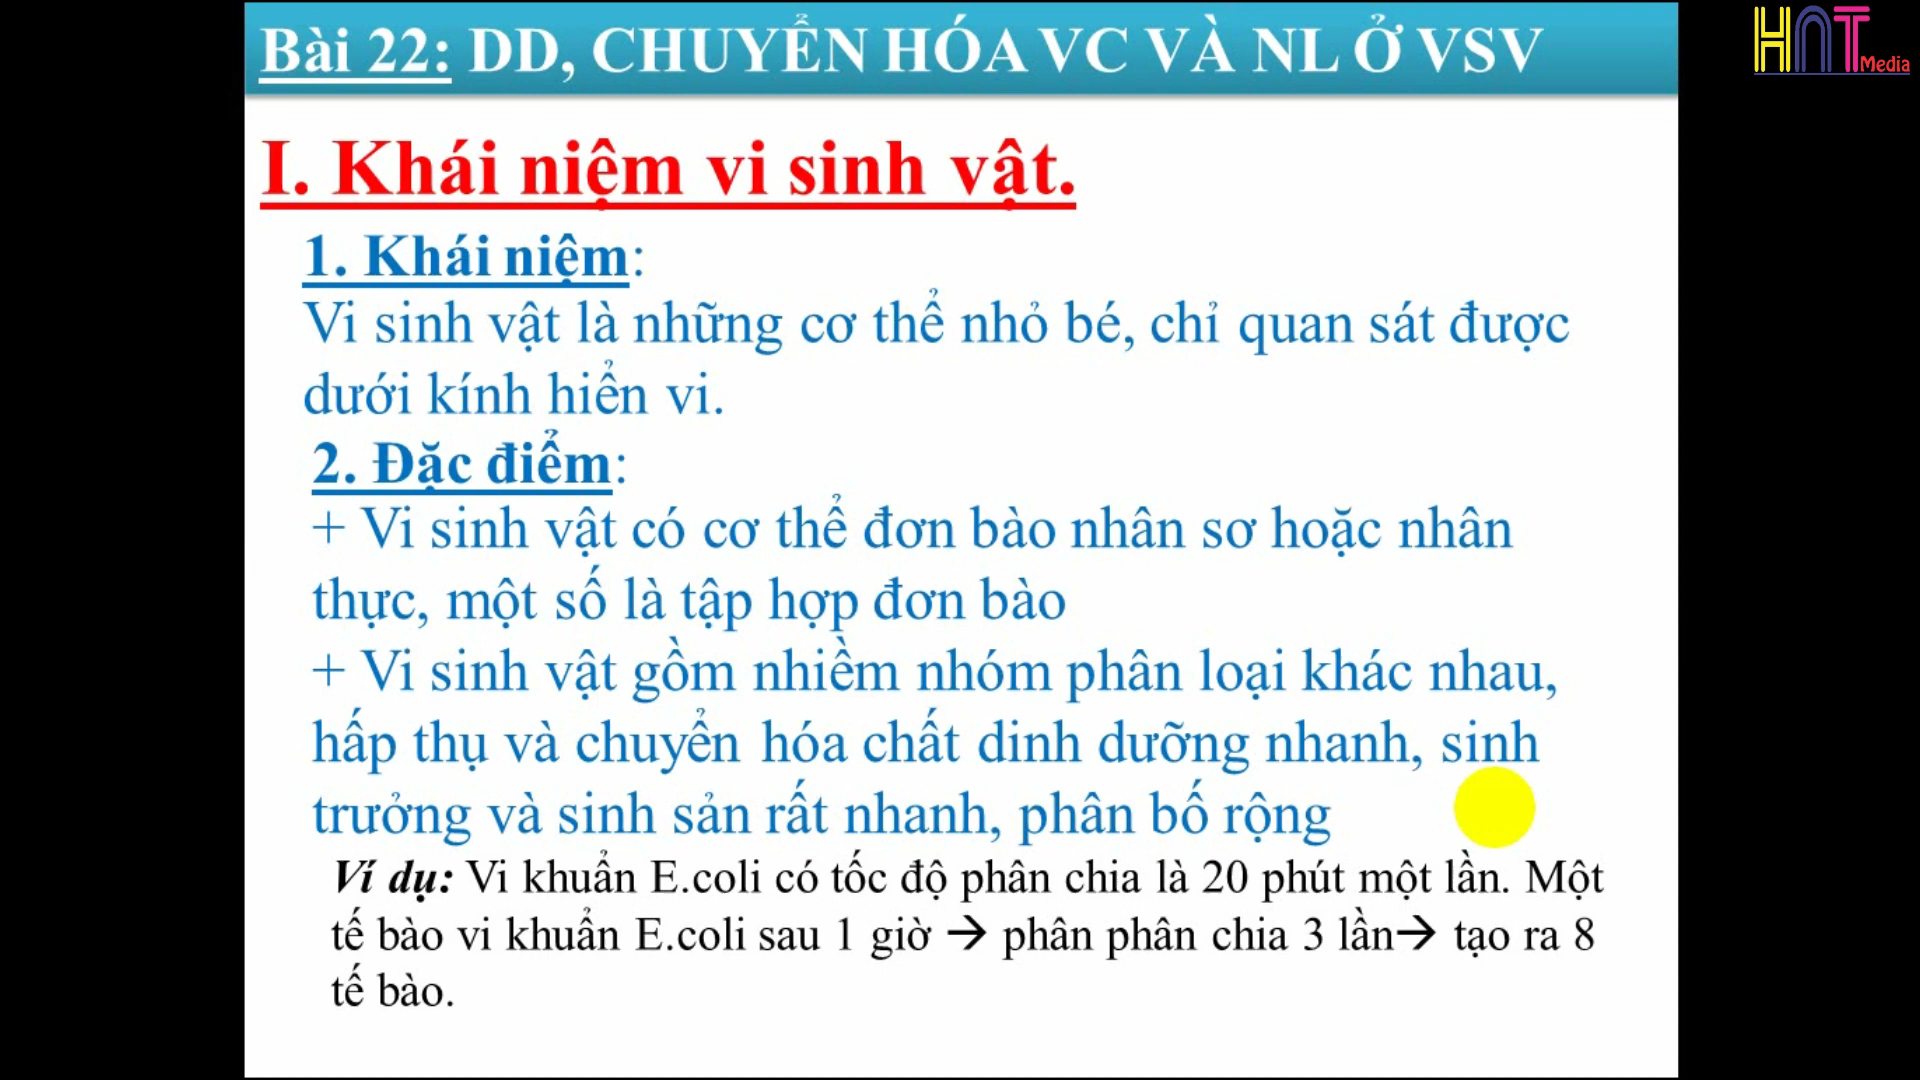 Bài 22: DD, CHUYỂN HÓA VC VÀ NL Ở VSV
HNT Media
I. Khái niệm vi sinh vật.
1. Khái niệm:
Vi sinh vật là những cơ thể nhỏ bé, chỉ quan sát được
dưới kính hiển vi.
2. Đặc điểm:
+ Vi sinh vật có cơ thể đơn bào nhân sơ hoặc nhân
thực, một số là tập hợp đơn bào
+ Vi sinh vật gồm nhiềm nhóm phân loại khác nhau,
hấp thụ và chuyển hóa chất dinh dưỡng nhanh, sinh
trưởng và sinh sản rất nhanh, phân bố rộng
Ví dụ: Vi khuẩn E.coli có tốc độ phân chia là 20 phút một lần. Một
tế bào vi khuẩn E.coli sau 1 giờ → phân phân chia 3 lần→ tạo ra 8
tế bào.